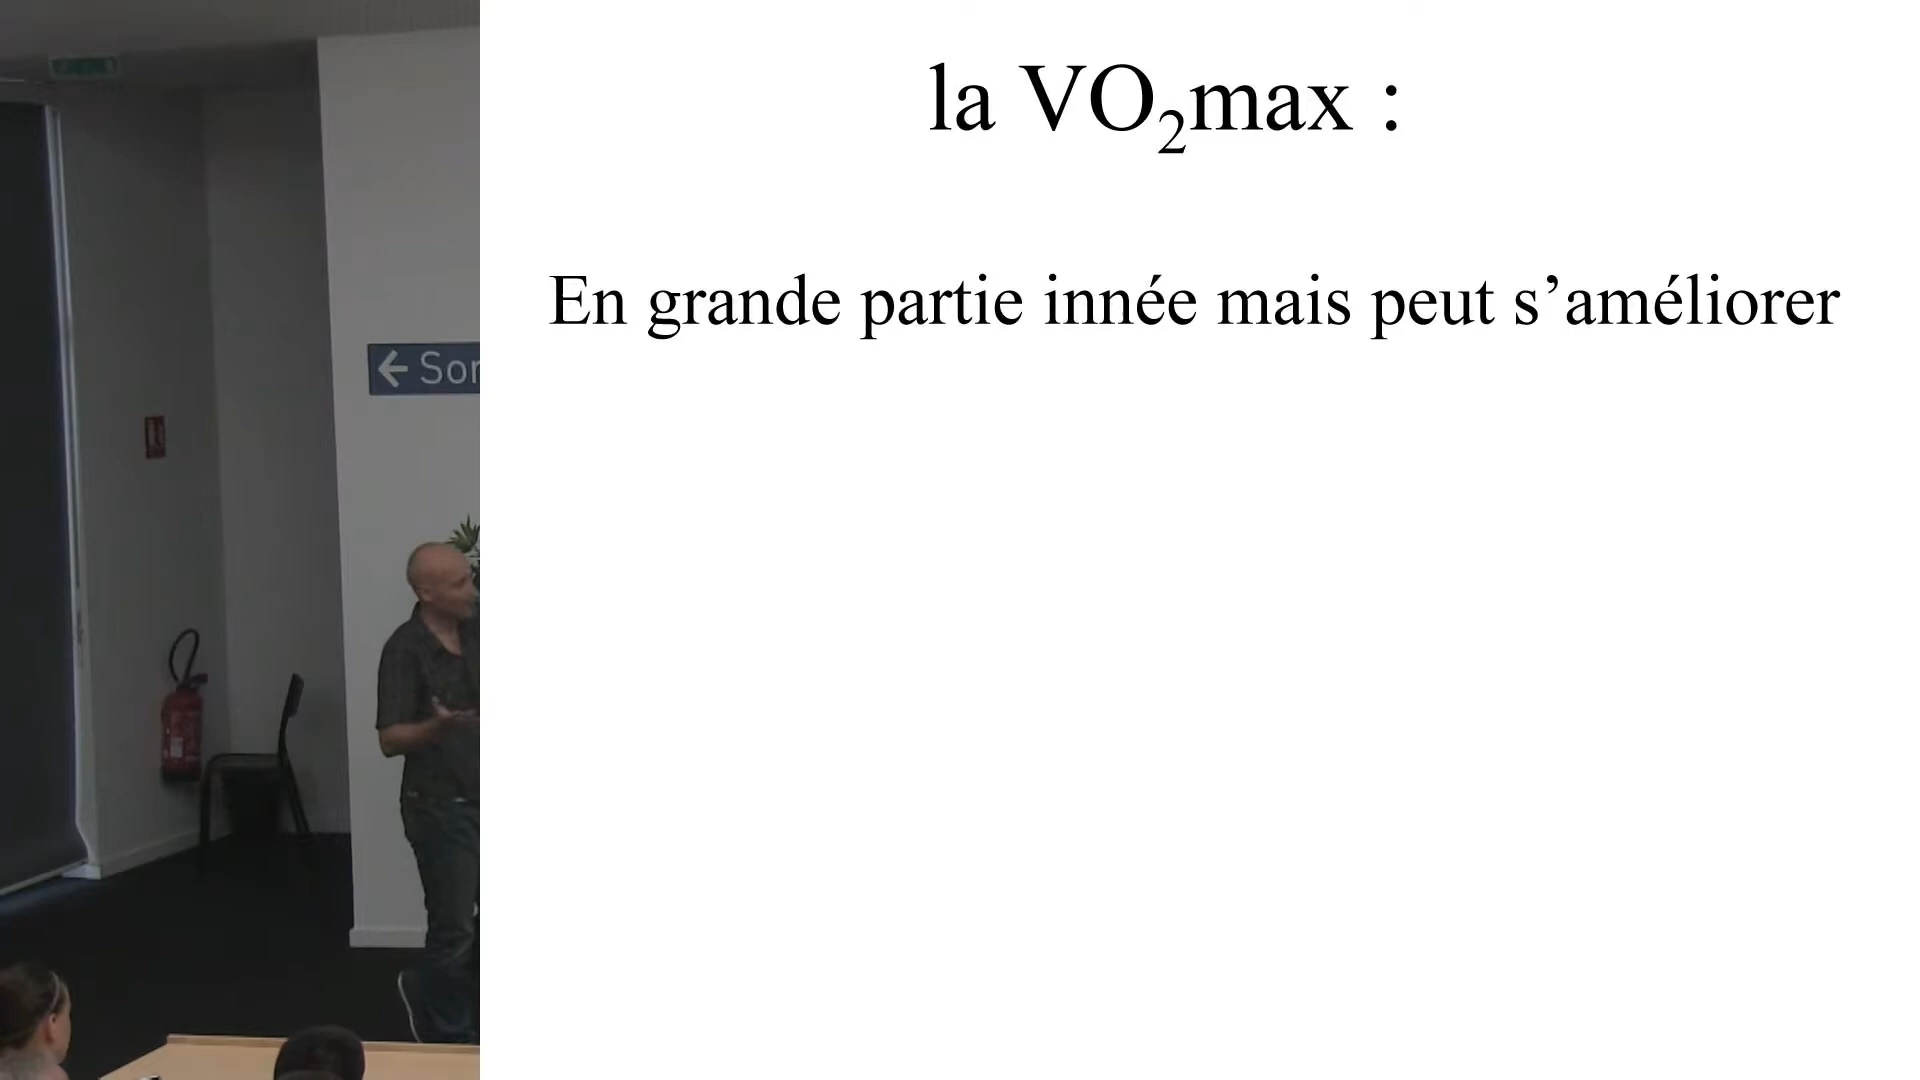 la VO₂max :
En grande partie innée mais peut s’améliorer
← Sor